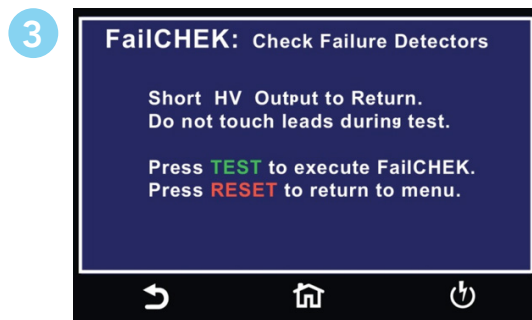 3
FailCHEK: Check Failure Detectors
Short HV Output to Return.
Do not touch leads during test.
Press TEST to execute FailCHEK.
Press RESET to return to menu.